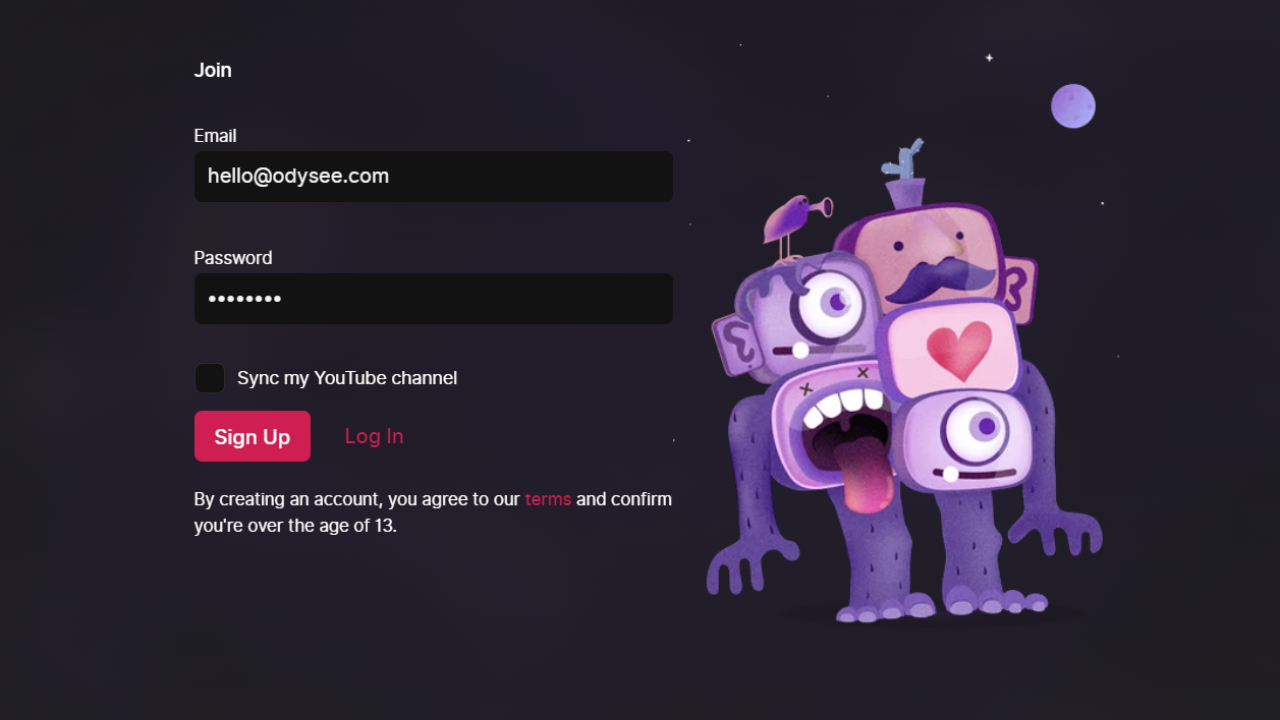 Join
Email
hello@odysee.com
Password
••••••••
Sync my YouTube channel
Sign Up
Log In
By creating an account, you agree to our terms and confirm
you're over the age of 13.